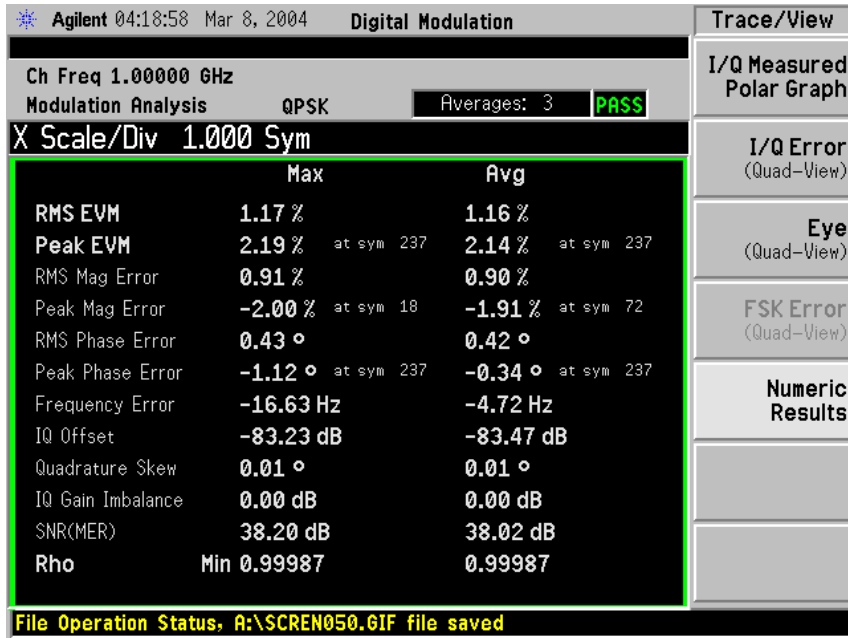 Agilent 04:18:58 Mar 8, 2004 Digital Modulation
Trace/View
Ch Freq 1.00000 GHz
Modulation Analysis QPSK Averages: 3 PASS
X Scale/Div 1.000 Sym
Max Avg
RMS EVM 1.17 % 1.16 %
Peak EVM 2.19 % at sym 237 2.14 % at sym 237
RMS Mag Error 0.91 % 0.90 %
Peak Mag Error -2.00 % at sym 18 -1.91 % at sym 72
RMS Phase Error 0.43 ° 0.42 °
Peak Phase Error -1.12 ° at sym 237 -0.34 ° at sym 237
Frequency Error -16.63 Hz -4.72 Hz
IQ Offset -83.23 dB -83.47 dB
Quadrature Skew 0.01 ° 0.01 °
IQ Gain Imbalance 0.00 dB 0.00 dB
SNR(MER) 38.20 dB 38.02 dB
Rho Min 0.99987 0.99987
File Operation Status, A:\SCREN050.GIF file saved
I/Q Measured
Polar Graph
I/Q Error
(Quad-View)
Eye
(Quad-View)
FSK Error
(Quad-View)
Numeric
Results